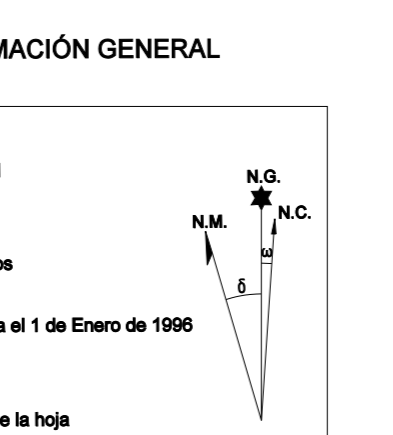 MACIÓN GENERAL
N.G.
N.M.
N.C.
ω
os
δ
a el 1 de Enero de 1996
e la hoja